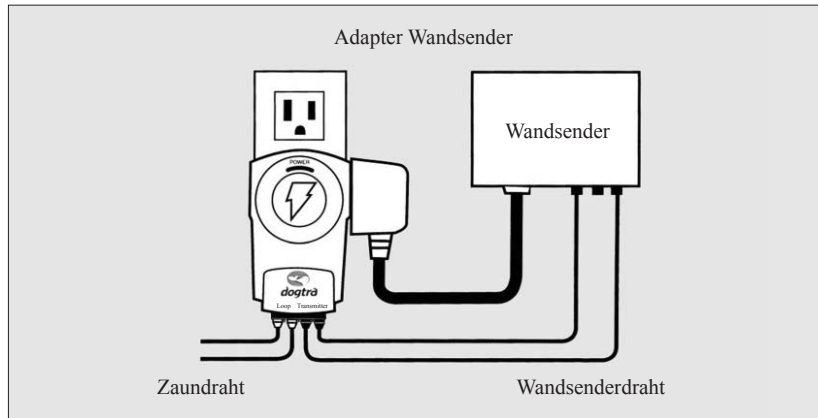 Adapter Wandsender
Wandsender
POWER
dogtra
Loop Transmitter
Zaundraht Wandsenderdraht